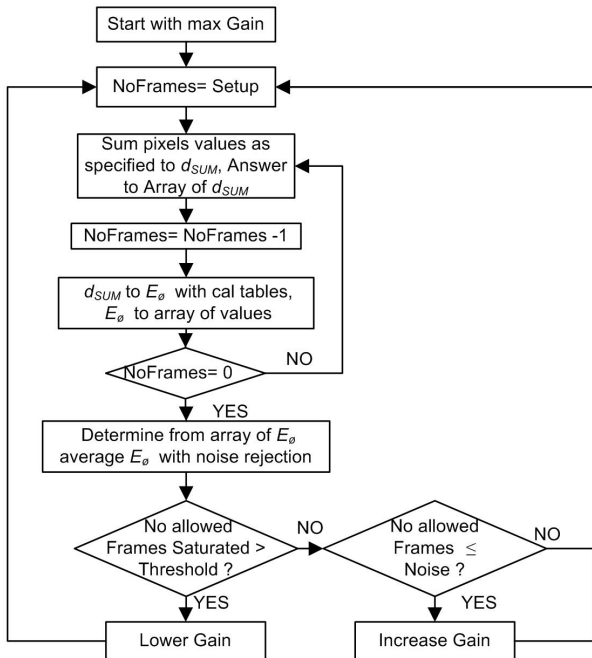 Start with max Gain
NoFrames= Setup
Sum pixels values as
specified to dSUM, Answer
to Array of dSUM
NoFrames= NoFrames -1
dSUM to Eø with cal tables,
Eø to array of values
NoFrames= 0
NO
YES
Determine from array of Eø
average Eø with noise rejection
No allowed
Frames Saturated >
Threshold ?
NO
No allowed
Frames ≤
Noise ?
NO
YES
YES
Lower Gain
Increase Gain